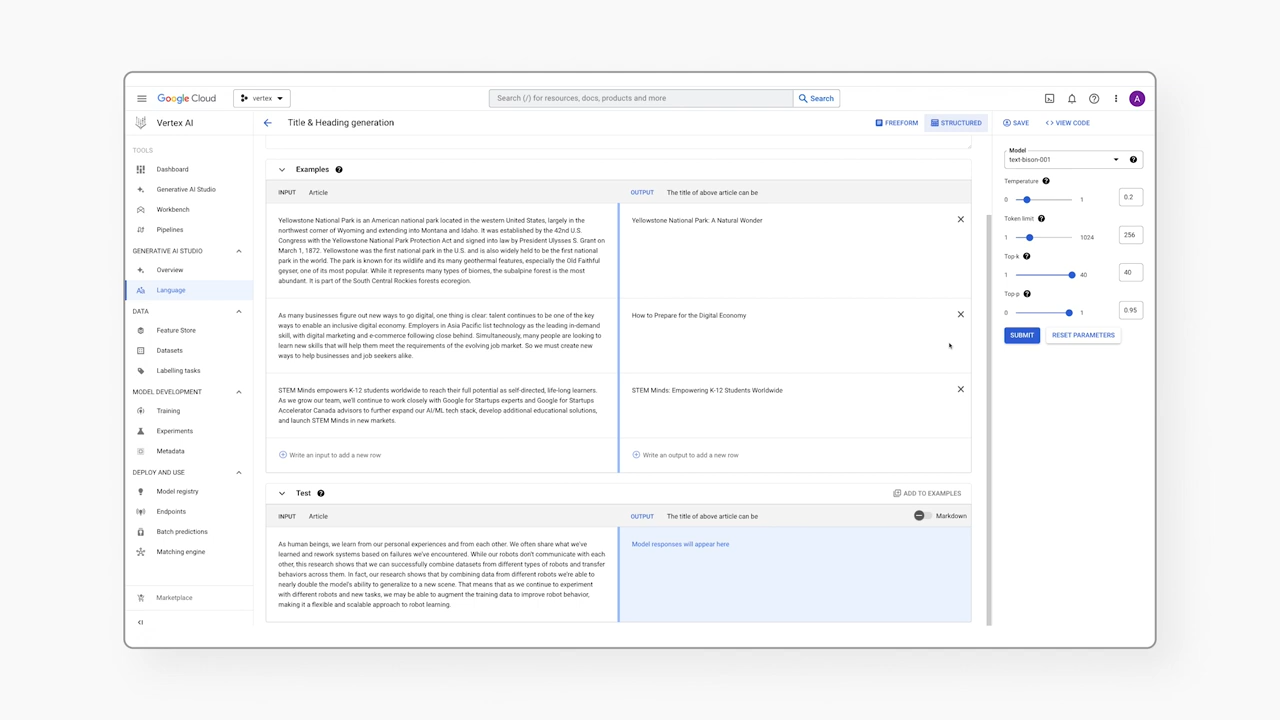 Google Cloud
vertex
Search (/) for resources, docs, products and more
Search
A
Vertex AI
Title & Heading generation
FREEFORM
STRUCTURED
SAVE
<> VIEW CODE
TOOLS
Dashboard
Generative AI Studio
Workbench
Pipelines
GENERATIVE AI STUDIO
Overview
Language
DATA
Feature Store
Datasets
Labelling tasks
MODEL DEVELOPMENT
Training
Experiments
Metadata
DEPLOY AND USE
Model registry
Endpoints
Batch predictions
Matching engine
Marketplace
Examples
INPUT Article
OUTPUT The title of above article can be
Yellowstone National Park is an American national park located in the western United States, largely in the
northwest corner of Wyoming and extending into Montana and Idaho. It was established by the 42nd U.S.
Congress with the Yellowstone National Park Protection Act and signed into law by President Ulysses S. Grant on
March 1, 1872. Yellowstone was the first national park in the U.S. and is also widely held to be the first national
park in the world. The park is known for its wildlife and its many geothermal features, especially the Old Faithful
geyser, one of its most popular. While it represents many types of biomes, the subalpine forest is the most
abundant. It is part of the South Central Rockies forests ecoregion.
Yellowstone National Park: A Natural Wonder
As many businesses figure out new ways to go digital, one thing is clear: talent continues to be one of the key
ways to enable an inclusive digital economy. Employers in Asia Pacific list technology as the leading in-demand
skill, with digital marketing and e-commerce following close behind. Simultaneously, many people are looking to
learn new skills that will help them meet the requirements of the evolving job market. So we must create new
ways to help businesses and job seekers alike.
How to Prepare for the Digital Economy
STEM Minds empowers K-12 students worldwide to reach their full potential as self-directed, life-long learners.
As we grow our team, we'll continue to work closely with Google for Startups experts and Google for Startups
Accelerator Canada advisors to further expand our AI/ML tech stack, develop additional educational solutions,
and launch STEM Minds in new markets.
STEM Minds: Empowering K-12 Students Worldwide
Write an input to add a new row
Write an output to add a new row
Test
ADD TO EXAMPLES
INPUT Article
OUTPUT The title of above article can be
Markdown
As human beings, we learn from our personal experiences and from each other. We often share what we've
learned and rework systems based on failures we've encountered. While our robots don't communicate with each
other, this research shows that we can successfully combine datasets from different types of robots and transfer
behaviors across them. In fact, our research shows that by combining data from different robots we're able to
nearly double the model's ability to generalize to a new scene. That means that as we continue to experiment
with different robots and new tasks, we may be able to augment the training data to improve robot behavior,
making it a flexible and scalable approach to robot learning.
Model responses will appear here
Model
text-bison-001
Temperature
0 1 0.2
Token limit
1 1024 256
Top-k
1 40 40
Top-p
0 1 0.95
SUBMIT
RESET PARAMETERS